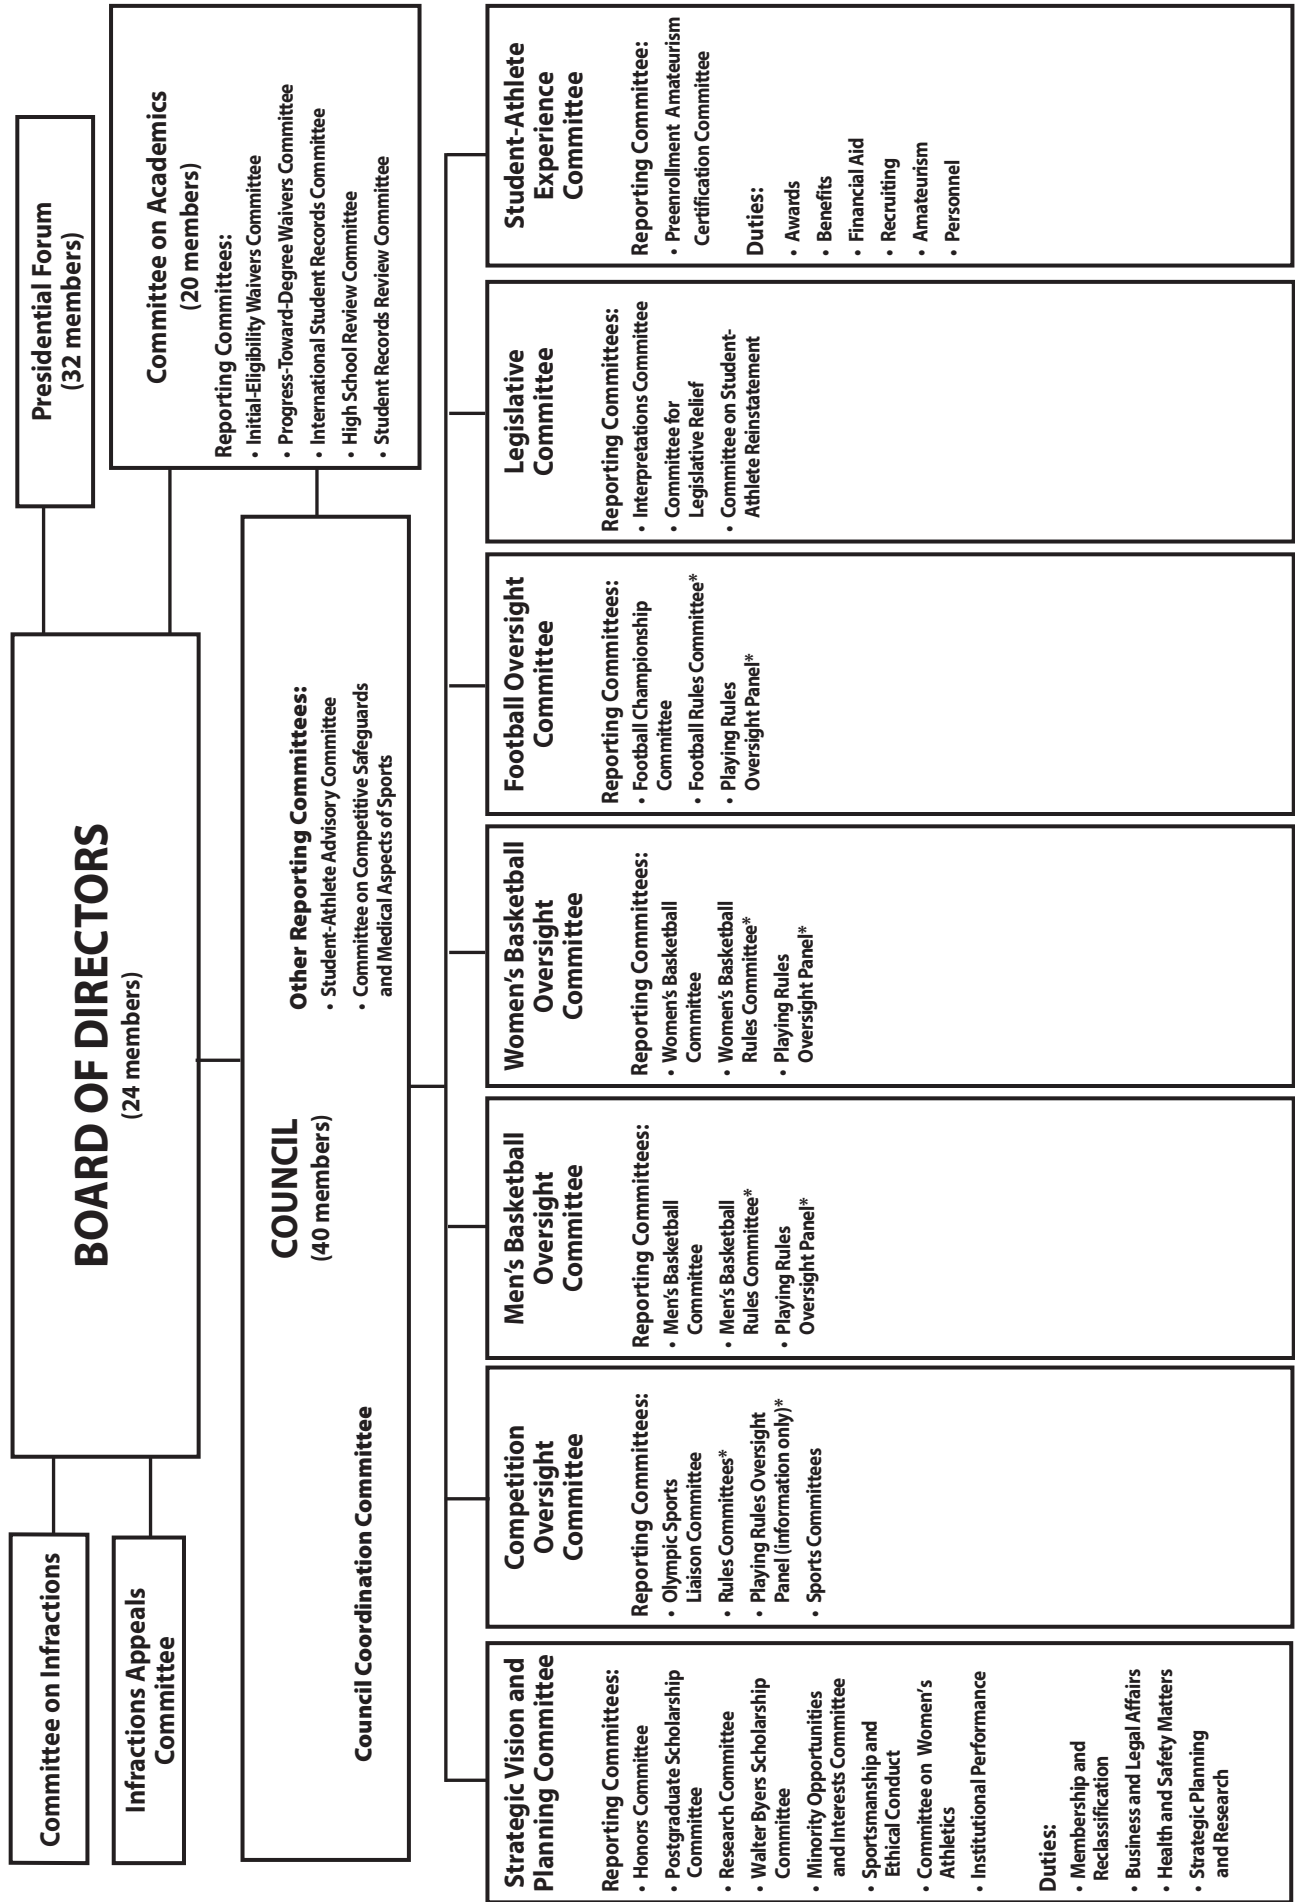 Committee on Infractions
Infractions Appeals
Committee
BOARD OF DIRECTORS
(24 members)
Presidential Forum
(32 members)
Committee on Academics
(20 members)
Reporting Committees:
• Initial-Eligibility Waivers Committee
• Progress-Toward-Degree Waivers Committee
• International Student Records Committee
• High School Review Committee
• Student Records Review Committee
COUNCIL
(40 members)
Council Coordination Committee
Other Reporting Committees:
• Student-Athlete Advisory Committee
• Committee on Competitive Safeguards
and Medical Aspects of Sports
Strategic Vision and
Planning Committee
Reporting Committees:
• Honors Committee
• Postgraduate Scholarship
Committee
• Research Committee
• Walter Byers Scholarship
Committee
• Minority Opportunities
and Interests Committee
• Sportsmanship and
Ethical Conduct
• Committee on Women's
Athletics
• Institutional Performance
Duties:
• Membership and
Reclassification
• Business and Legal Affairs
• Health and Safety Matters
• Strategic Planning
and Research
Competition
Oversight
Committee
Reporting Committees:
• Olympic Sports
Liaison Committee
• Rules Committees*
• Playing Rules Oversight
Panel (information only)*
• Sports Committees
Men's Basketball
Oversight
Committee
Reporting Committees:
• Men's Basketball
Committee
• Men's Basketball
Rules Committee*
• Playing Rules
Oversight Panel*
Women's Basketball
Oversight
Committee
Reporting Committees:
• Women's Basketball
Committee
• Women's Basketball
Rules Committee*
• Playing Rules
Oversight Panel*
Football Oversight
Committee
Reporting Committees:
• Football Championship
Committee
• Football Rules Committee*
• Playing Rules
Oversight Panel*
Legislative
Committee
Reporting Committees:
• Interpretations Committee
• Committee for
Legislative Relief
• Committee on Student-
Athlete Reinstatement
Student-Athlete
Experience
Committee
Reporting Committee:
• Preenrollment Amateurism
Certification Committee
Duties:
• Awards
• Benefits
• Financial Aid
• Recruiting
• Amateurism
• Personnel